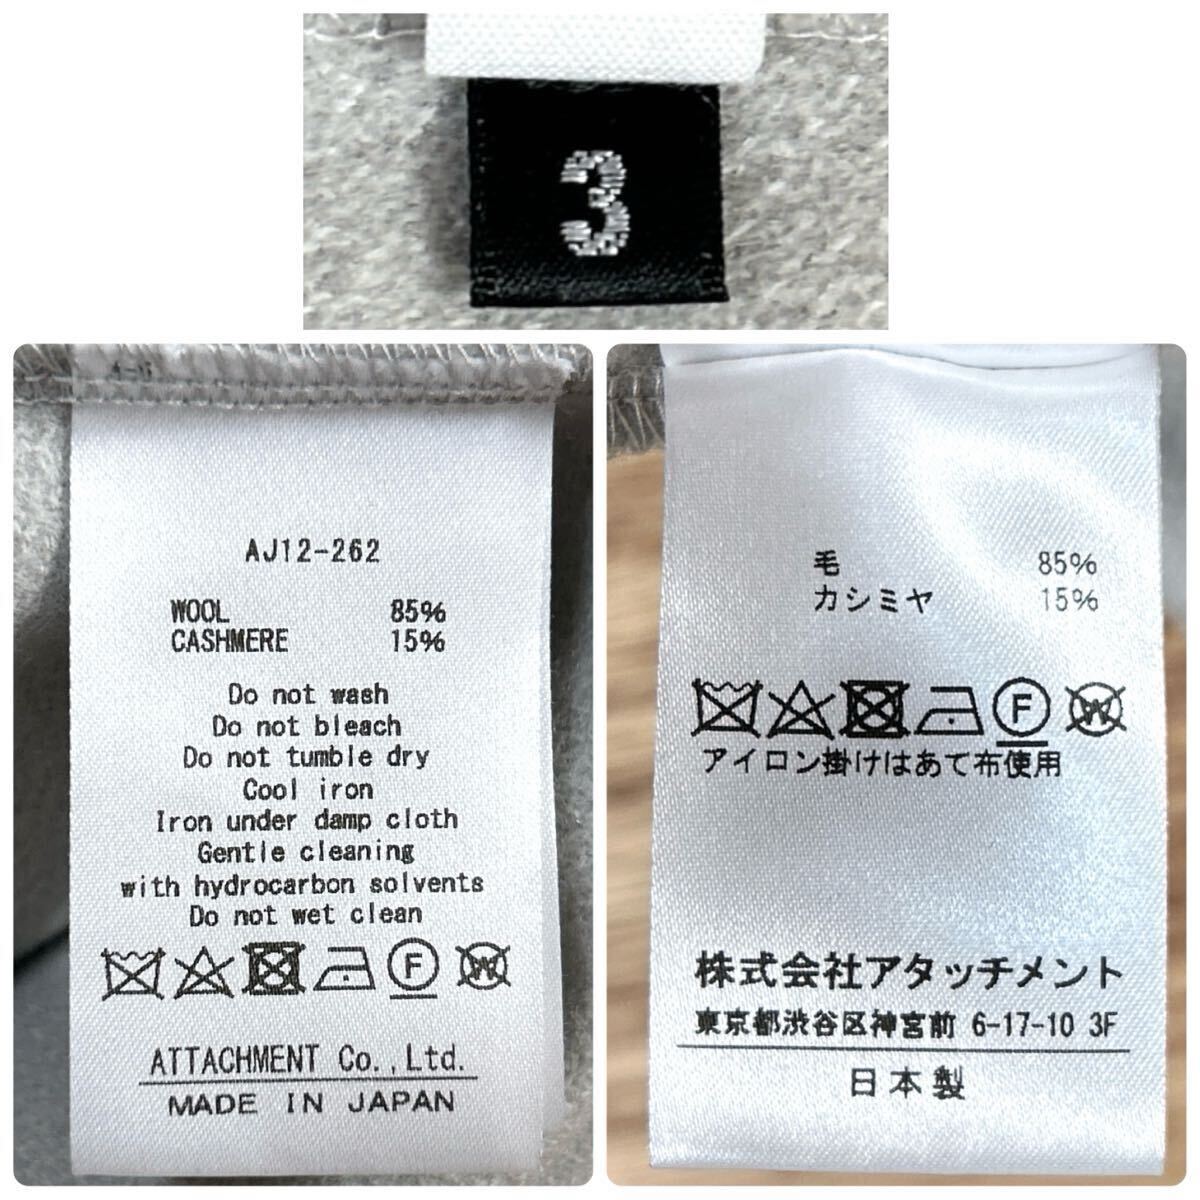 3
AJ12-262
WOOL 85%
CASHMERE 15%
Do not wash
Do not bleach
Do not tumble dry
Cool iron
Iron under damp cloth
Gentle cleaning
with hydrocarbon solvents
Do not wet clean
F W
ATTACHMENT Co.,Ltd.
MADE IN JAPAN
毛 85%
カシミヤ 15%
F W
アイロン掛けはあて布使用
株式会社アタッチメント
東京都渋谷区神宮前 6-17-10 3F
日本製